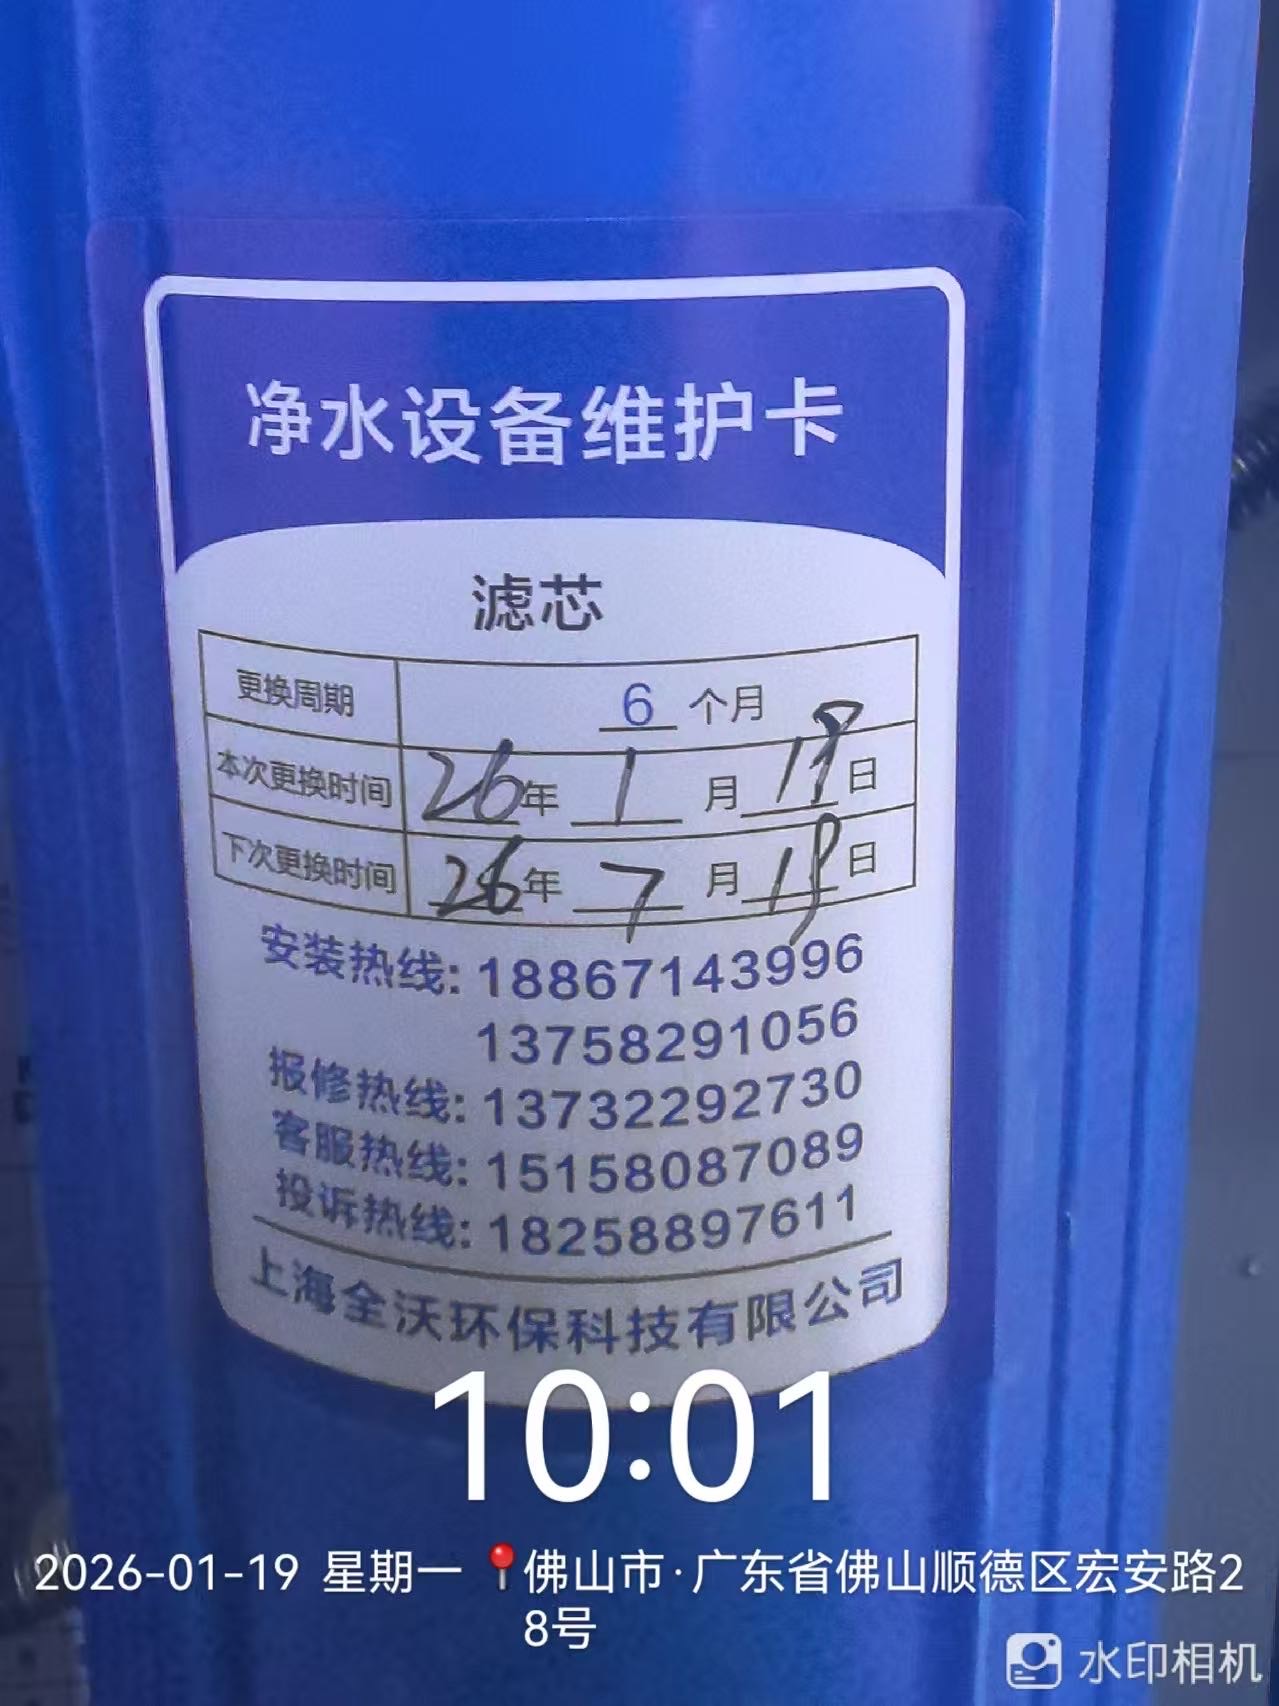 净水设备维护卡
滤芯
更换周期 6 个月
本次更换时间 26年 1 月 19日
下次更换时间 26年 7 月 19日
安装热线: 18867143996
13758291056
报修热线: 13732292730
客服热线: 15158087089
投诉热线: 18258897611
上海全沃环保科技有限公司
10:01
2026-01-19 星期一 佛山市·广东省佛山顺德区宏安路2
8号
水印相机